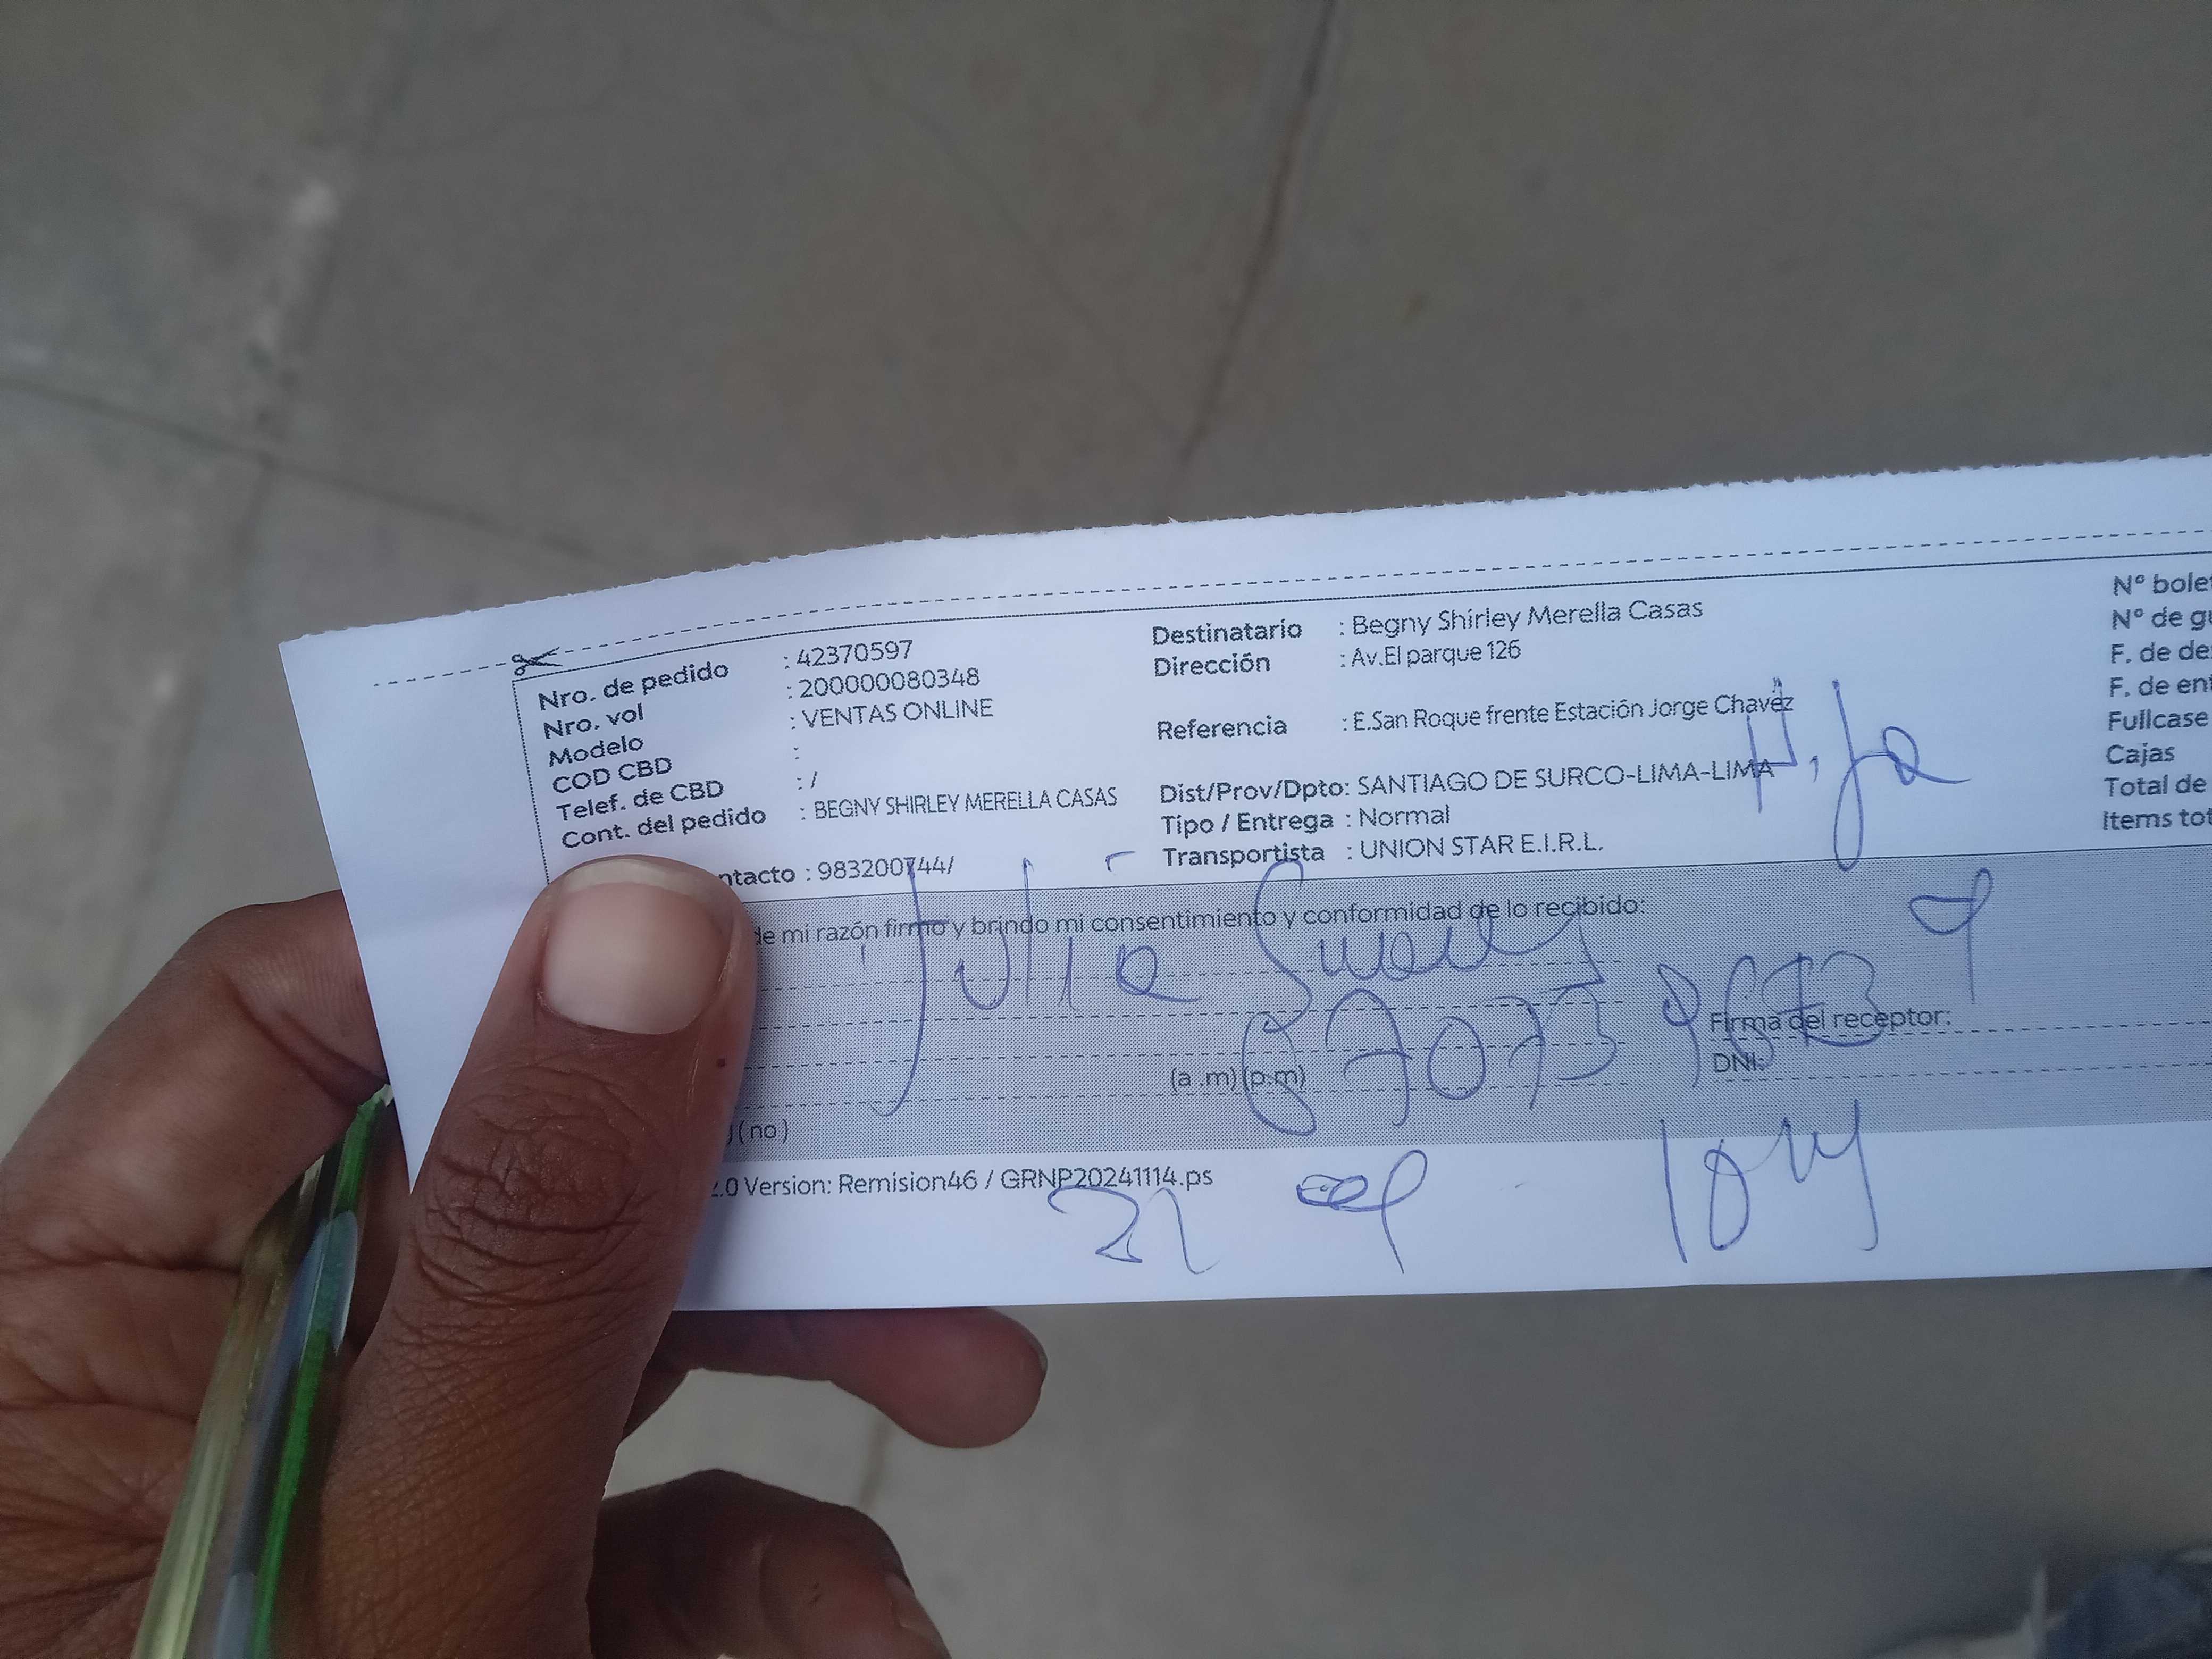 Nro. de pedido : 42370597
Nro. vol : 200000080348
Modelo : VENTAS ONLINE
COD CBD :
Telef. de CBD : /
Cont. del pedido : BEGNY SHIRLEY MERELLA CASAS
ntacto : 983200744/
Destinatario : Begny Shirley Merella Casas
Dirección : Av.El parque 126
Referencia : E.San Roque frente Estación Jorge Chavéz
Dist/Prov/Dpto: SANTIAGO DE SURCO-LIMA-LIMA
Tipo / Entrega : Normal
Transportista : UNION STAR E.I.R.L.
Nº bole
Nº de g
F. de de
F. de en
Fullcase
Cajas
Total de
Items tot
Hija
de mi razón firmo y brindo mi consentimiento y conformidad de lo recibido:
Julia
Firma del receptor:
(a .m) (p.m)
DNI:
( no )
2.0 Version: Remision46 / GRNP20241114.ps